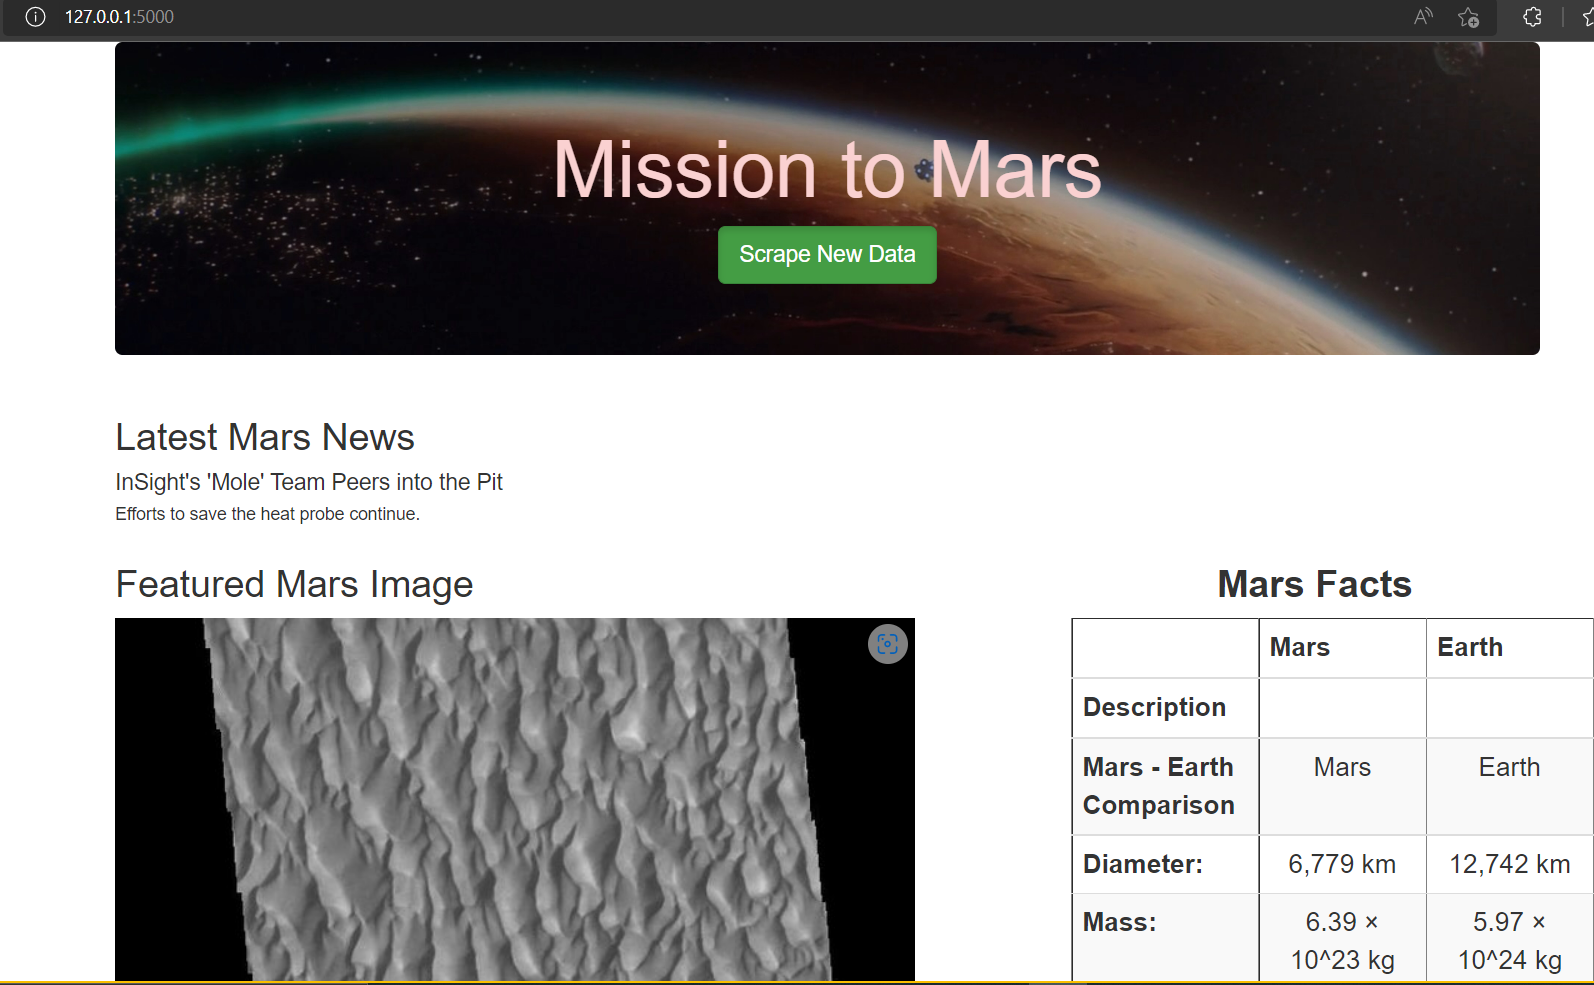 127.0.0.1:5000
Mission to Mars
Scrape New Data
Latest Mars News
InSight's 'Mole' Team Peers into the Pit
Efforts to save the heat probe continue.
Featured Mars Image
Mars Facts
Mars Earth
Description
Mars - Earth Comparison Mars Earth
Diameter: 6,779 km 12,742 km
Mass: 6.39 × 10^23 kg 5.97 × 10^24 kg